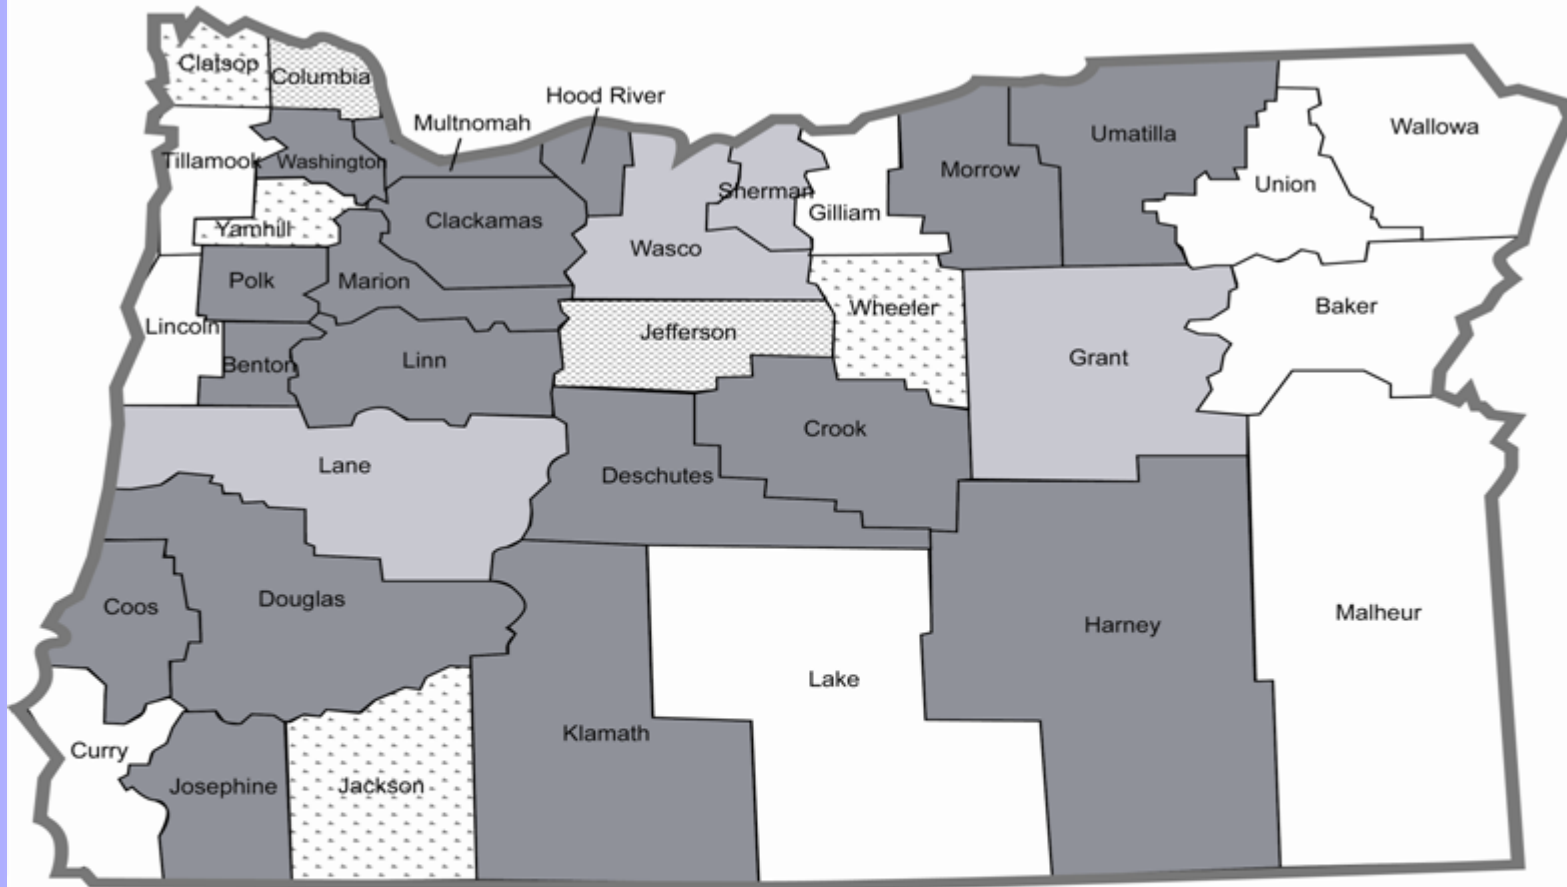 Clatsop
Columbia
Hood River
Multnomah
Tillamook
Washington
Umatilla
Wallowa
Morrow
Union
Sherman
Gilliam
Yamhill
Clackamas
Wasco
Polk
Marion
Lincoln
Jefferson
Wheeler
Baker
Benton
Linn
Grant
Crook
Lane
Deschutes
Coos
Douglas
Harney
Malheur
Lake
Klamath
Curry
Josephine
Jackson